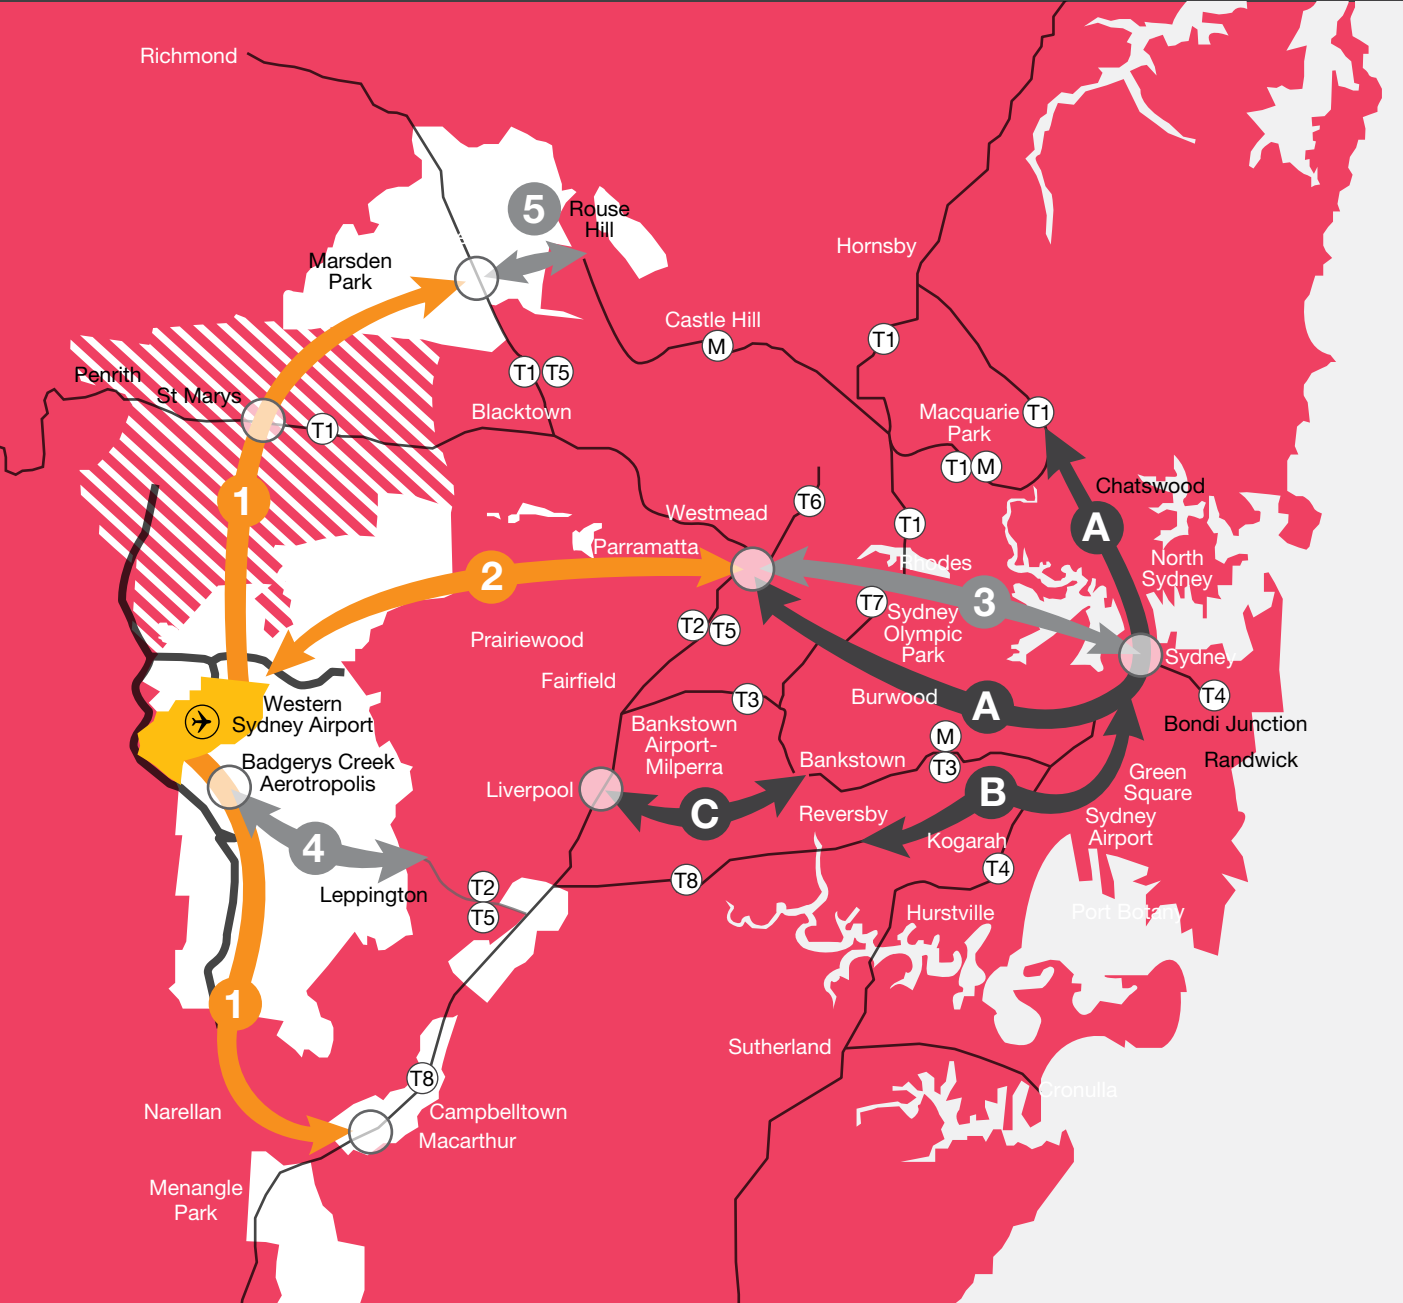 Richmond
5
Rouse
Hill
Hornsby
Marsden
Park
Castle Hill
M
T1
T1
T5
Penrith
St Marys
Blacktown
T1
Macquarie
Park
T1
T1
M
Chatswood
1
T6
Westmead
T1
A
Parramatta
Rhodes
North
Sydney
2
3
T7
Sydney
Olympic
Park
T2
T5
Prairiewood
Sydney
Fairfield
T4
Burwood
A
T3
Western
Sydney Airport
Bankstown
Airport-
Milperra
M
T3
Bondi Junction
Badgerys Creek
Aerotropolis
Bankstown
Randwick
Liverpool
B
Green
Square
C
Reversby
Sydney
Airport
4
Kogarah
T4
Leppington
T2
T5
T8
Hurstville
Port Botany
1
Sutherland
T8
Cronulla
Narellan
Campbelltown
Macarthur
Menangle
Park